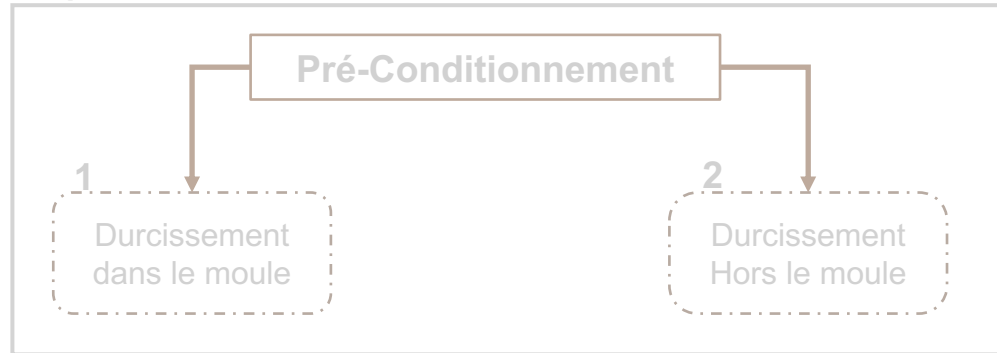 Pré-Conditionnement
1
Durcissement
dans le moule
2
Durcissement
Hors le moule